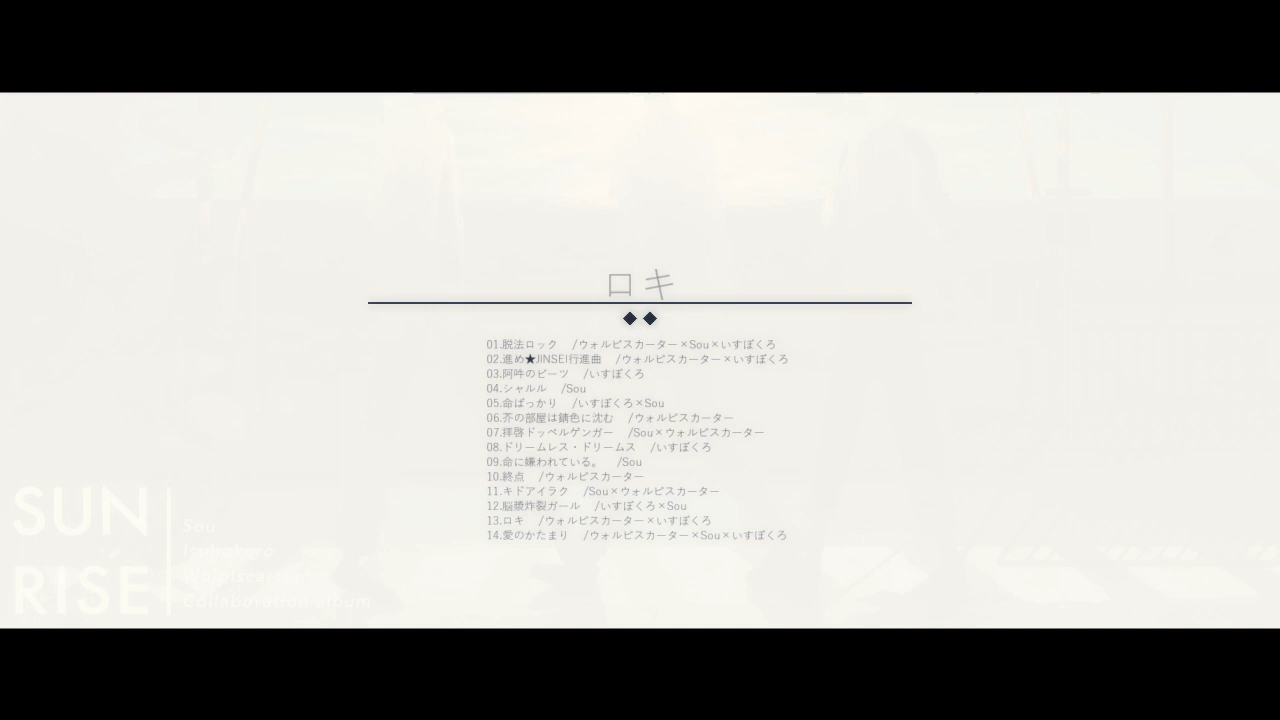 ロキ
01.脱法ロック /ウォルピスカーター×Sou×いすぼくろ
02.進め★JINSEI行進曲 /ウォルピスカーター×いすぼくろ
03.阿吽のビーツ /いすぼくろ
04.シャルル /Sou
05.命ばっかり /いすぼくろ×Sou
06.芥の部屋は錆色に沈む /ウォルピスカーター
07.拝啓ドッペルゲンガー /Sou×ウォルピスカーター
08.ドリームレス・ドリームス /いすぼくろ
09.命に嫌われている。 /Sou
10.終点 /ウォルピスカーター
11.キドアイラク /Sou×ウォルピスカーター
12.脳漿炸裂ガール /いすぼくろ×Sou
13.ロキ /ウォルピスカーター×いすぼくろ
14.愛のかたまり /ウォルピスカーター×Sou×いすぼくろ
SUN
RISE
Sou
Isubokuro
Wolpiscarter
Collaboration album